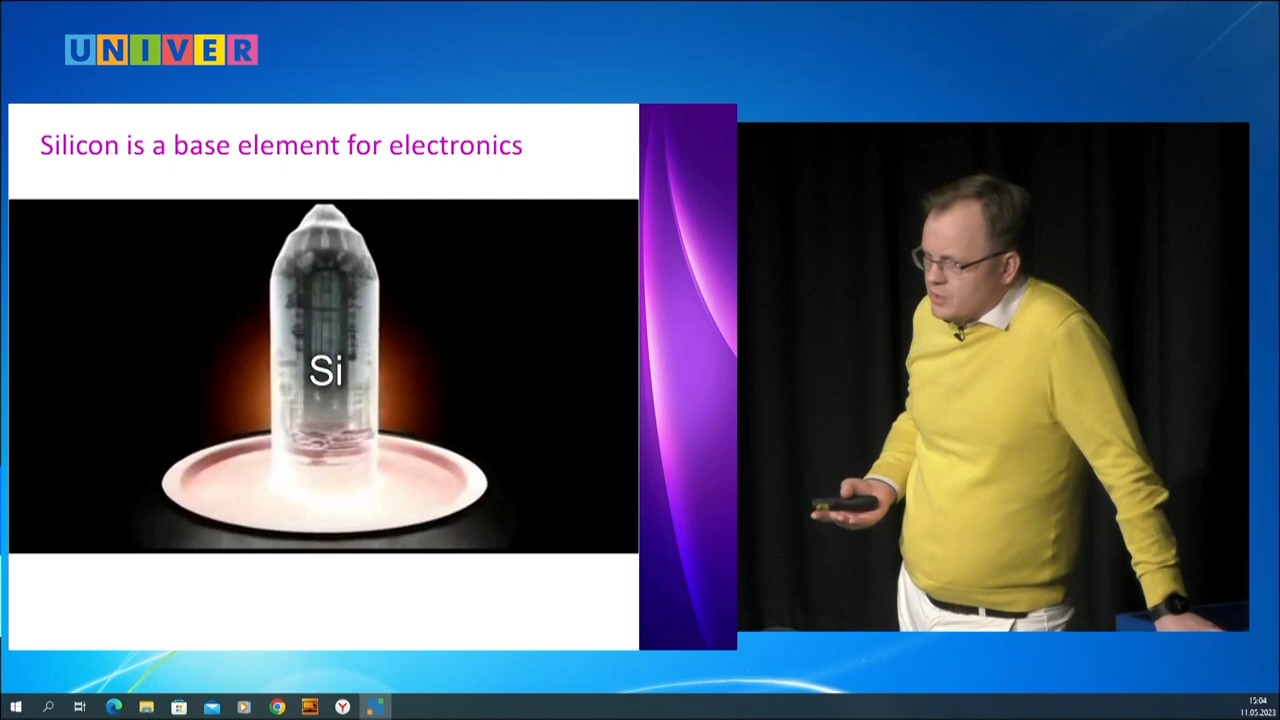 UNIVER
Silicon is a base element for electronics
Si
15:04
11.05.2023